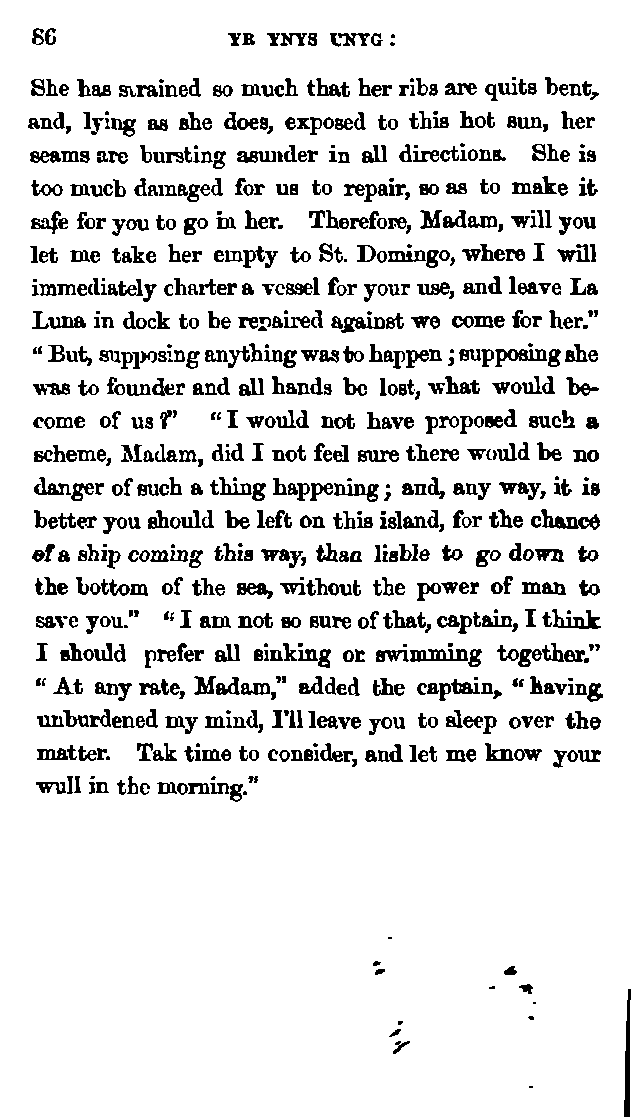 86 YR YNYS UNYG:
She has strained so much that her ribs are quits bent,
and, lying as she does, exposed to this hot sun, her
seams are bursting asunder in all directions. She is
too much damaged for us to repair, so as to make it
safe for you to go in her. Therefore, Madam, will you
let me take her empty to St. Domingo, where I will
immediately charter a vessel for your use, and leave La
Luna in dock to be repaired against we come for her."
"But, supposing anything was to happen; supposing she
was to founder and all hands be lost, what would be-
come of us?" "I would not have proposed such a
scheme, Madam, did I not feel sure there would be no
danger of such a thing happening; and, any way, it is
better you should be left on this island, for the chance
of a ship coming this way, than liable to go down to
the bottom of the sea, without the power of man to
save you." "I am not so sure of that, captain, I think
I should prefer all sinking or swimming together."
"At any rate, Madam," added the captain, "having
unburdened my mind, I'll leave you to sleep over the
matter. Tak time to consider, and let me know your
wull in the morning."